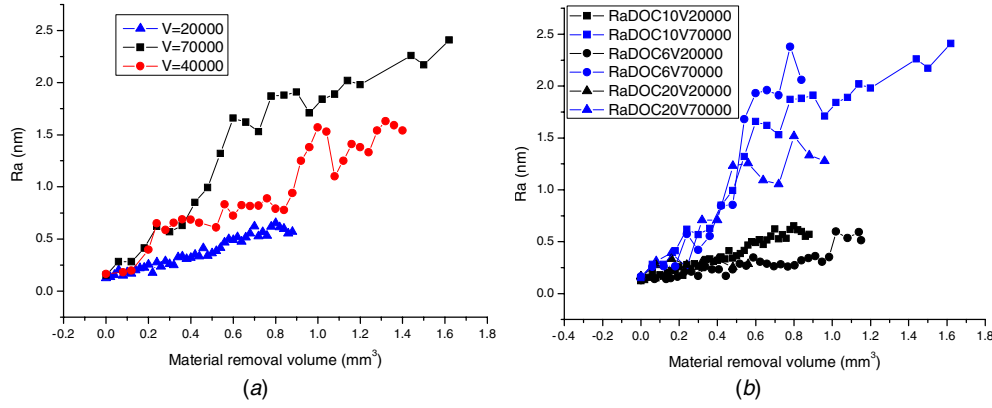 V=20000
V=70000
V=40000
2.5
2.0
1.5
1.0
0.5
0.0
Ra (nm)
-0.2 0.0 0.2 0.4 0.6 0.8 1.0 1.2 1.4 1.6 1.8
Material removal volume (mm³)
(a)
RaDOC10V20000
RaDOC10V70000
RaDOC6V20000
RaDOC6V70000
RaDOC20V20000
RaDOC20V70000
2.5
2.0
1.5
1.0
0.5
0.0
Ra (nm)
-0.4 -0.2 0.0 0.2 0.4 0.6 0.8 1.0 1.2 1.4 1.6 1.8
Material removal volume (mm³)
(b)